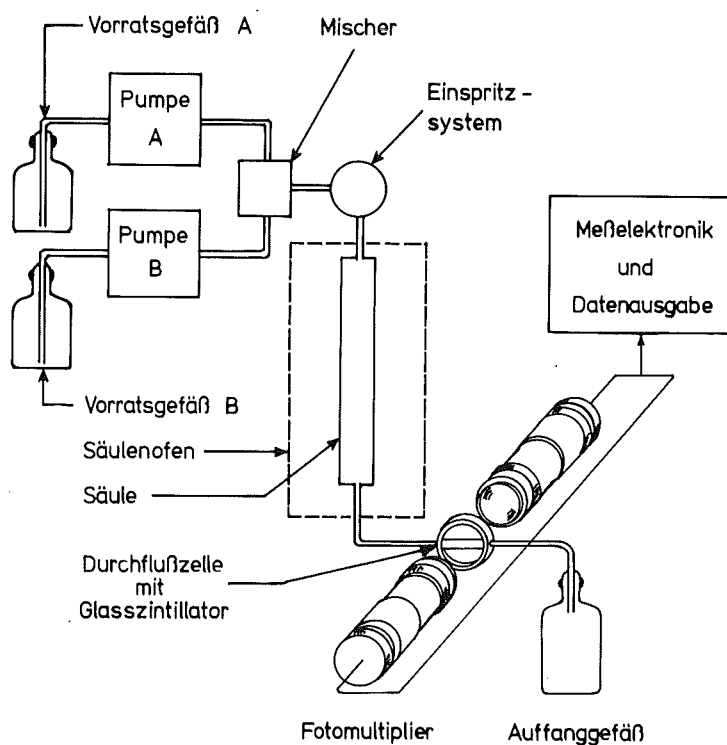 Vorratsgefäß A
Mischer
Pumpe
A
Einspritz-
system
Pumpe
B
Meßelektronik
und
Datenausgabe
Vorratsgefäß B
Säulenofen
Säule
Durchflußzelle
mit
Glasszintillator
Fotomultiplier
Auffanggefäß